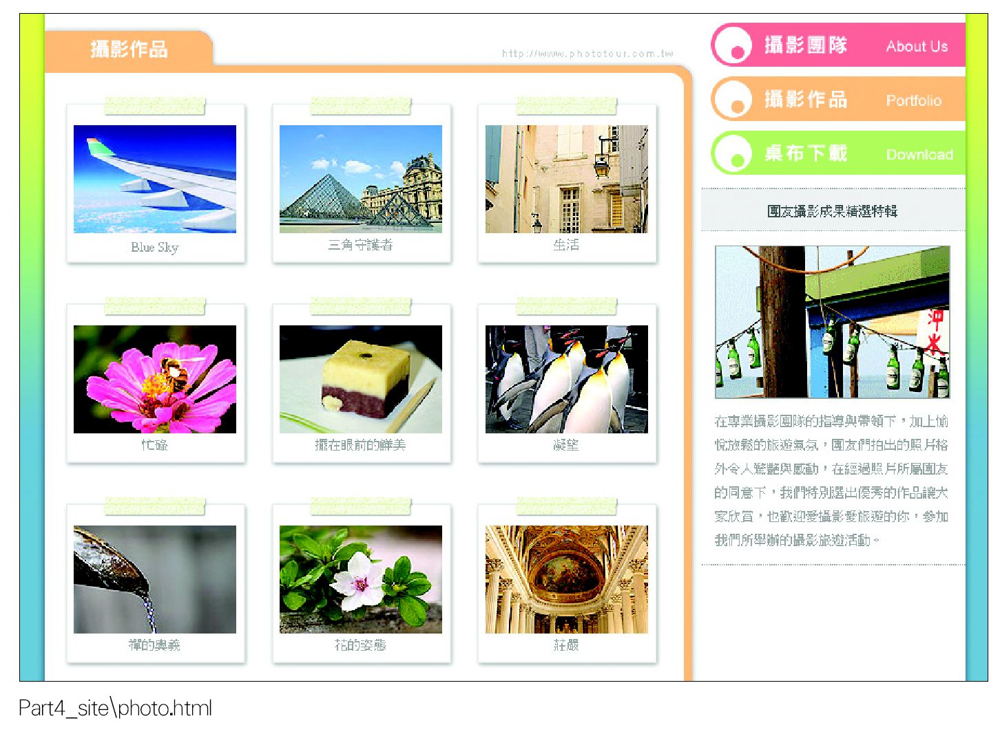 攝影作品
http://www.phototour.com.tw
Blue Sky
三角守護者
生活
忙碌
擺在眼前的鮮美
凝望
禪的奧義
花的姿態
莊嚴
攝影團隊 About Us
攝影作品 Portfolio
桌布下載 Download
團友攝影成果精選特輯
沖
水
在專業攝影團隊的指導與帶領下，加上愉
悅放鬆的旅遊氣氛，團友們拍出的照片格
外令人驚艷與感動，在經過照片所屬團友
的同意下，我們特別選出優秀的作品讓大
家欣賞，也歡迎愛攝影愛旅遊的你，參加
我們所舉辦的攝影旅遊活動。
Part4_site\photo.html